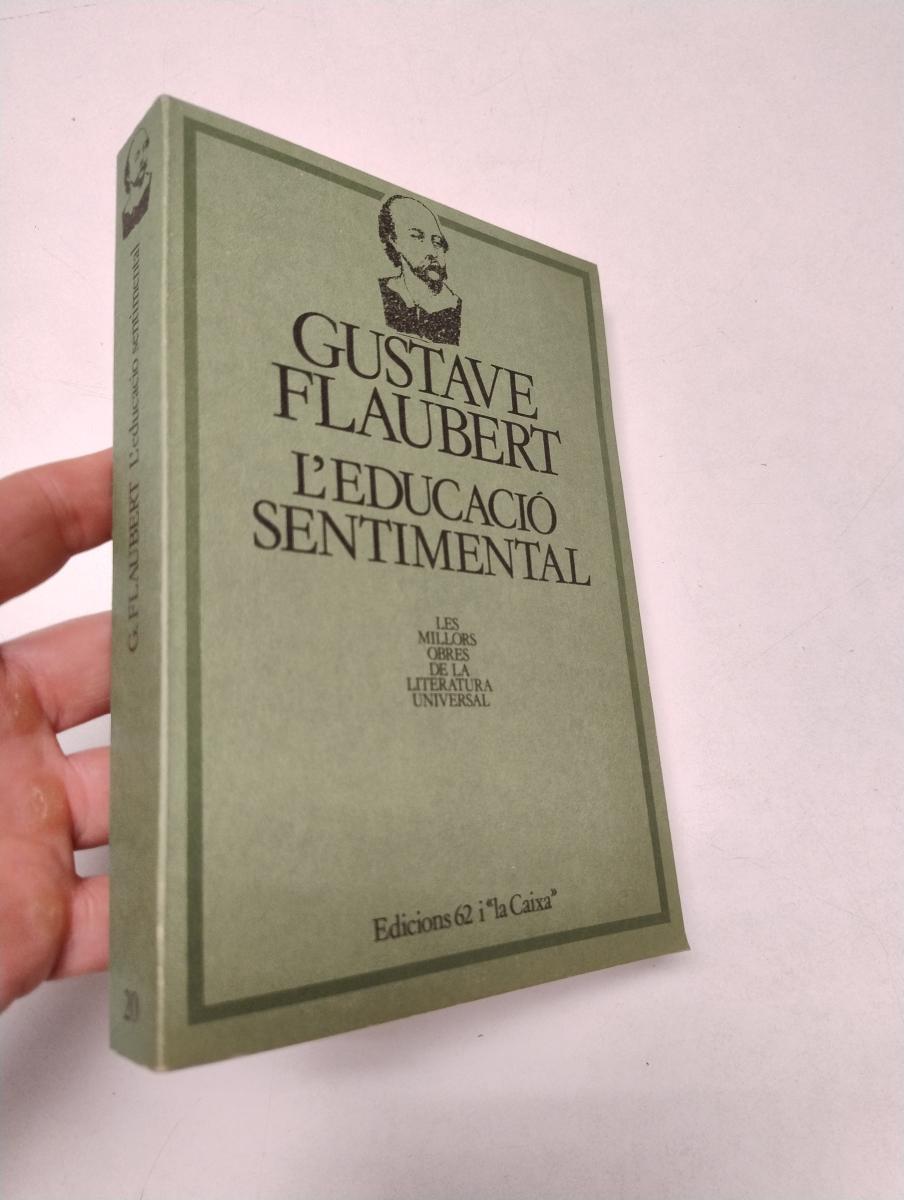 GUSTAVE
FLAUBERT
L'EDUCACIÓ
SENTIMENTAL
LES
MILLORS
OBRES
DE LA
LITERATURA
UNIVERSAL
Edicions 62 i "la Caixa"
G. FLAUBERT L'educació sentimental
20